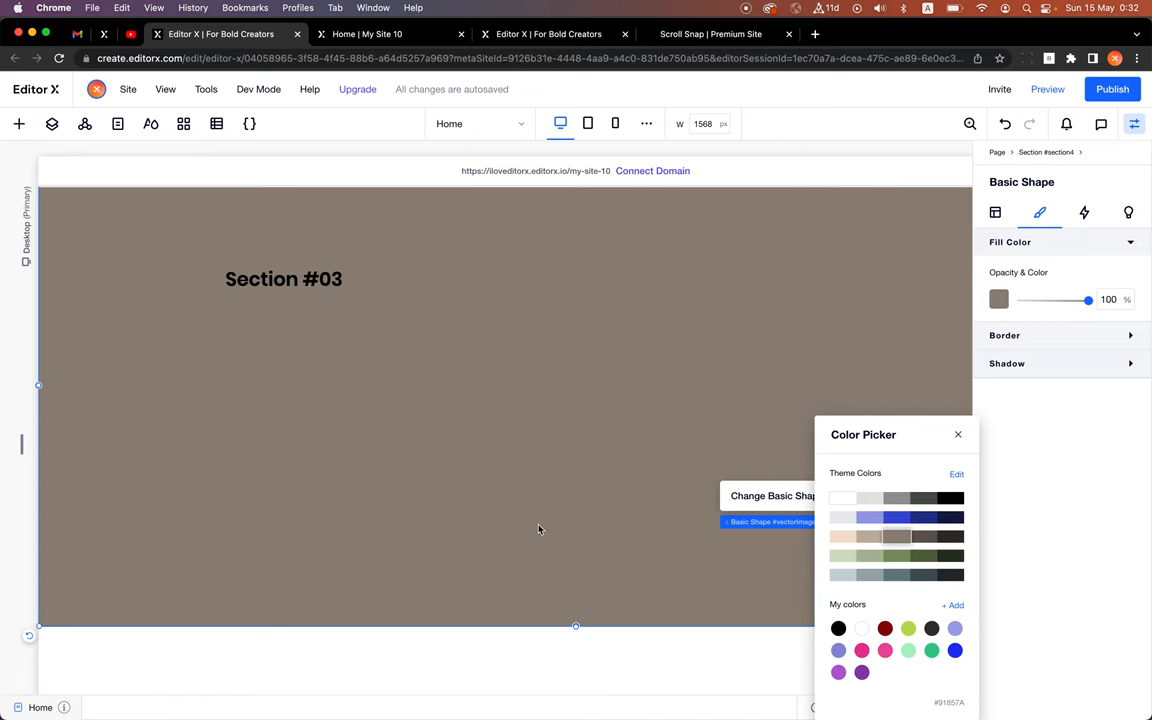 Chrome File Edit View History Bookmarks Profiles Tab Window Help 11d A Sun 15 May 0:32
Editor X | For Bold Creators Home | My Site 10 Editor X | For Bold Creators Scroll Snap | Premium Site
create.editorx.com/edit/editor-x/04058965-3f58-4f45-88b6-a64d5257a969?metaSiteId=9126b31e-4448-4aa9-a4c0-831de750ab95&editorSessionId=1ec70a7a-dcea-475c-ae89-6e0ec3...
Editor X Site View Tools Dev Mode Help Upgrade All changes are autosaved Invite Preview Publish
Home W 1568 px
https://iloveditorx.editorx.io/my-site-10 Connect Domain
Page > Section #section4 >
Desktop (Primary)
Basic Shape
Fill Color
Section #03
Opacity & Color
100 %
Border
Shadow
Color Picker
Theme Colors Edit
Change Basic Shap
< Basic Shape #vectorImage
My colors + Add
#91857A
Home